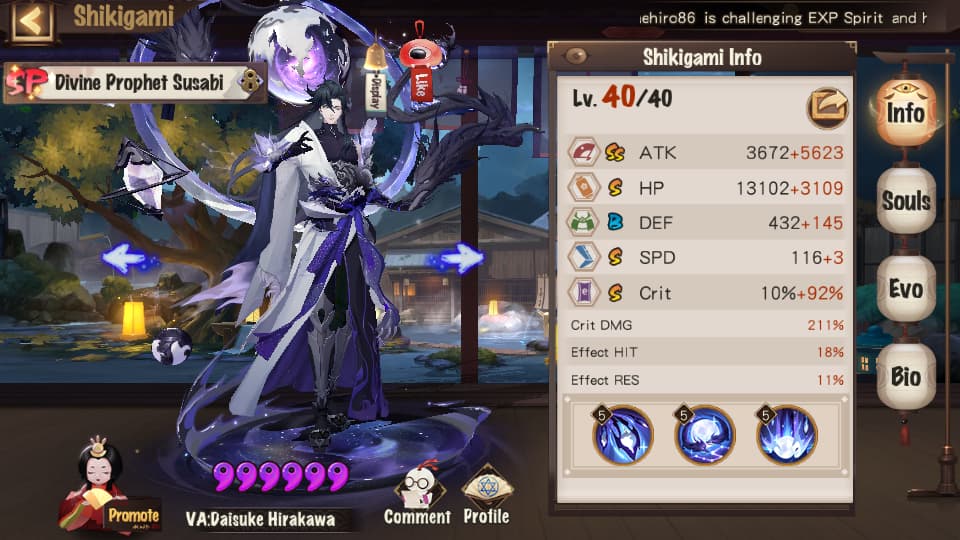 Shikigami
ehiro86 is challenging EXP Spirit and h
SP Divine Prophet Susabi
Display
Like
Shikigami Info
Lv. 40/40
SS ATK 3672+5623
S HP 13102+3109
B DEF 432+145
S SPD 116+3
S Crit 10%+92%
Crit DMG 211%
Effect HIT 18%
Effect RES 11%
5 5 5
Info
Souls
Evo
Bio
999999
Promote
VA:Daisuke Hirakawa
Comment
Profile